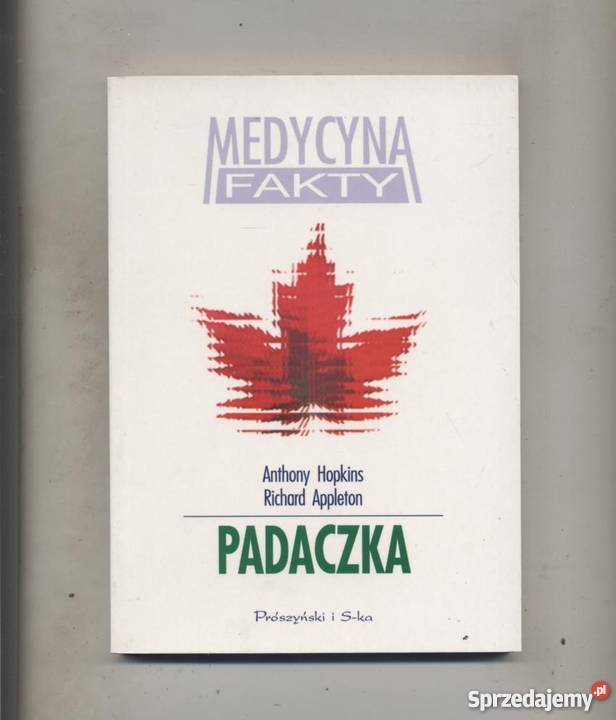 MEDYCYNA
FAKTY
Anthony Hopkins
Richard Appleton
PADACZKA
Prószyński i S-ka
Sprzedajemy.pl